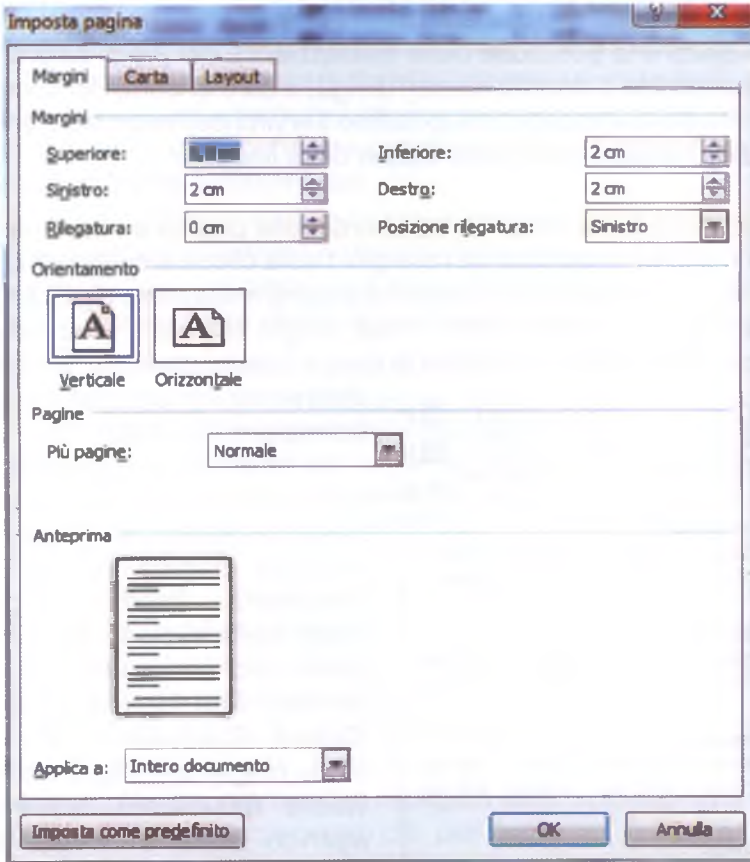 Imposta pagina
Margini Carta Layout
Margini
Superiore: Inferiore: 2 cm
Sinistro: 2 cm Destro: 2 cm
Rilegatura: 0 cm Posizione rilegatura: Sinistro
Orientamento
A A
Verticale Orizzontale
Pagine
Più pagine: Normale
Anteprima
Applica a: Intero documento
Imposta come predefinito OK Annulla